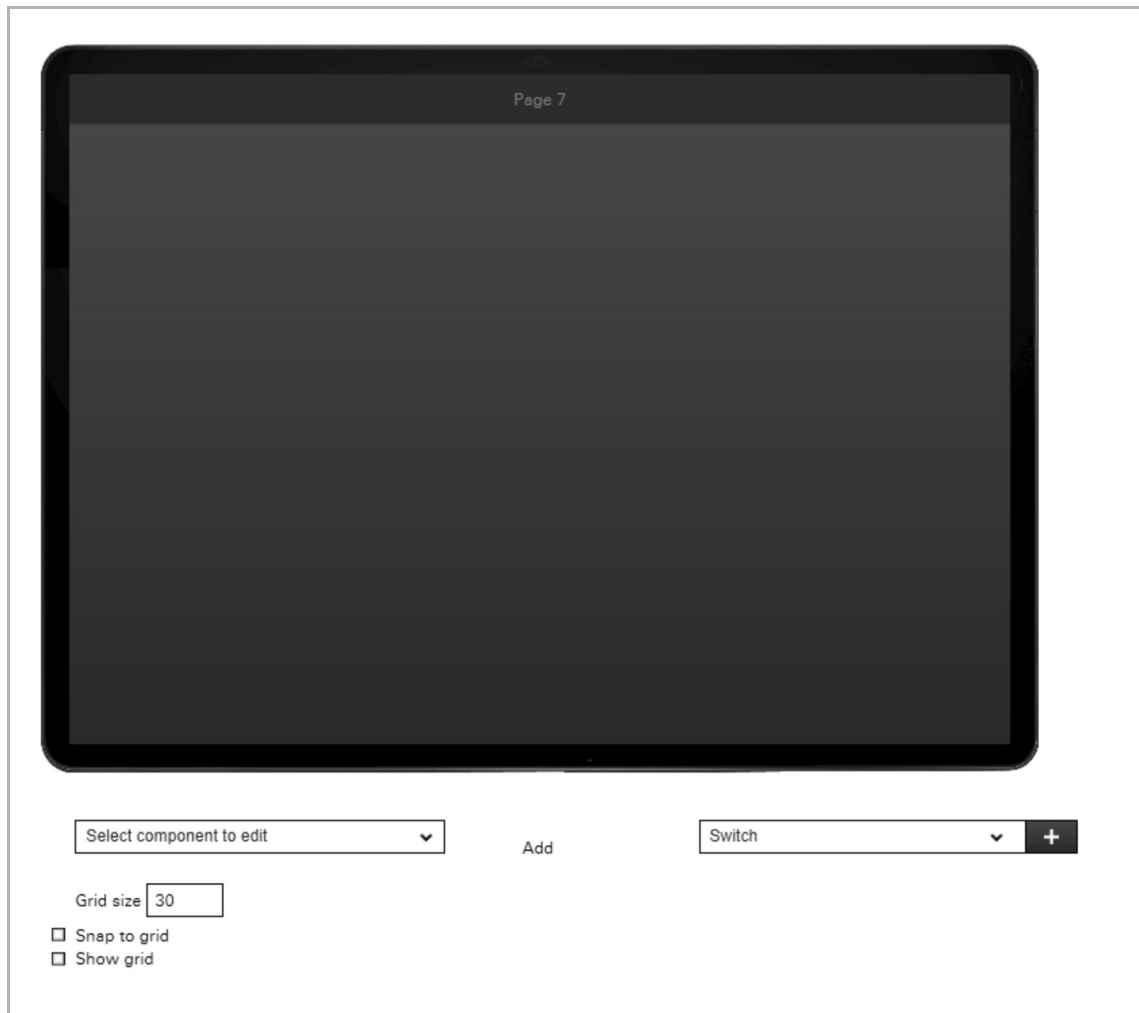 Page 7
Select component to edit
Add
Switch
+
Grid size 30
Snap to grid
Show grid